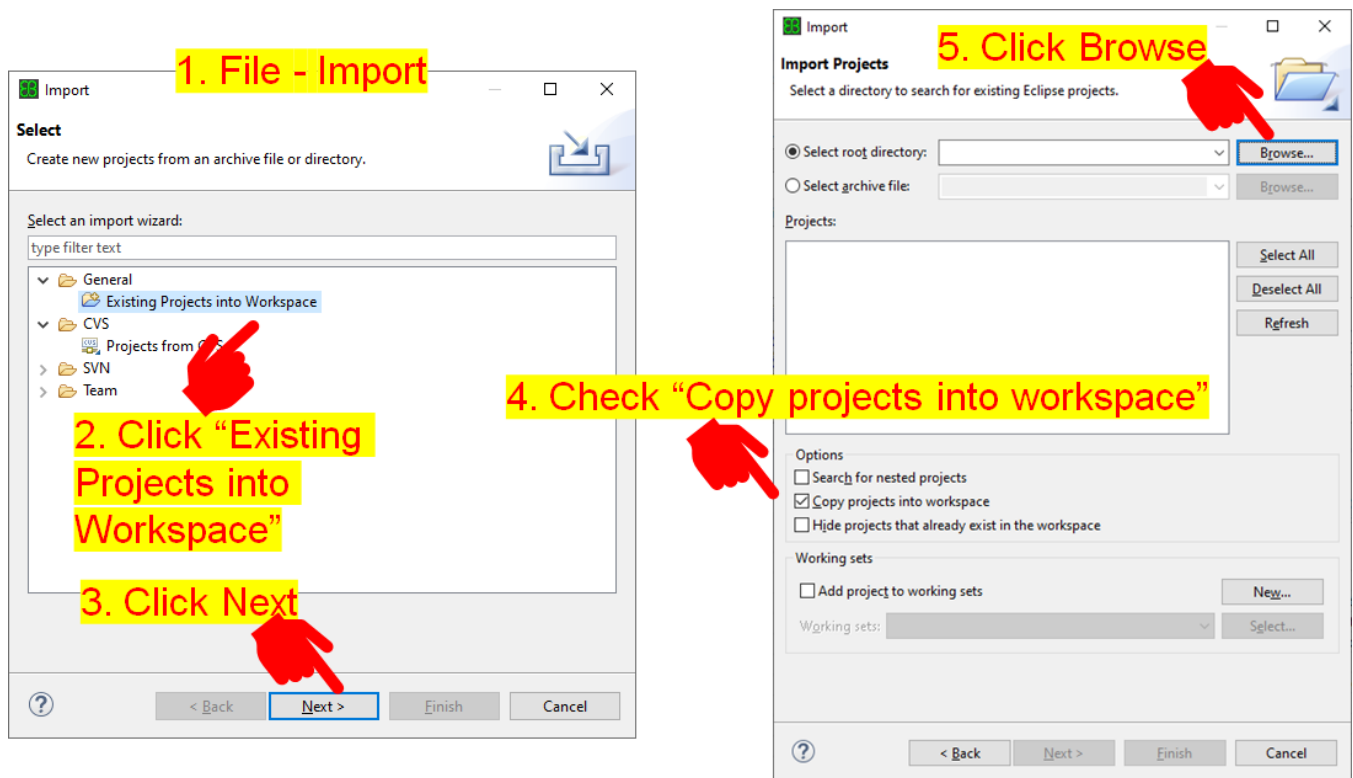 1. File - Import
Import
Select
Create new projects from an archive file or directory.
Select an import wizard:
type filter text
General
Existing Projects into Workspace
CVS
Projects from CVS
SVN
Team
2. Click “Existing
Projects into
Workspace”
3. Click Next
< Back
Next >
Finish
Cancel
Import
5. Click Browse
Import Projects
Select a directory to search for existing Eclipse projects.
Select root directory:
Browse...
Select archive file:
Browse...
Projects:
Select All
Deselect All
Refresh
4. Check “Copy projects into workspace”
Options
Search for nested projects
Copy projects into workspace
Hide projects that already exist in the workspace
Working sets
Add project to working sets
New...
Working sets:
Select...
< Back
Next >
Finish
Cancel